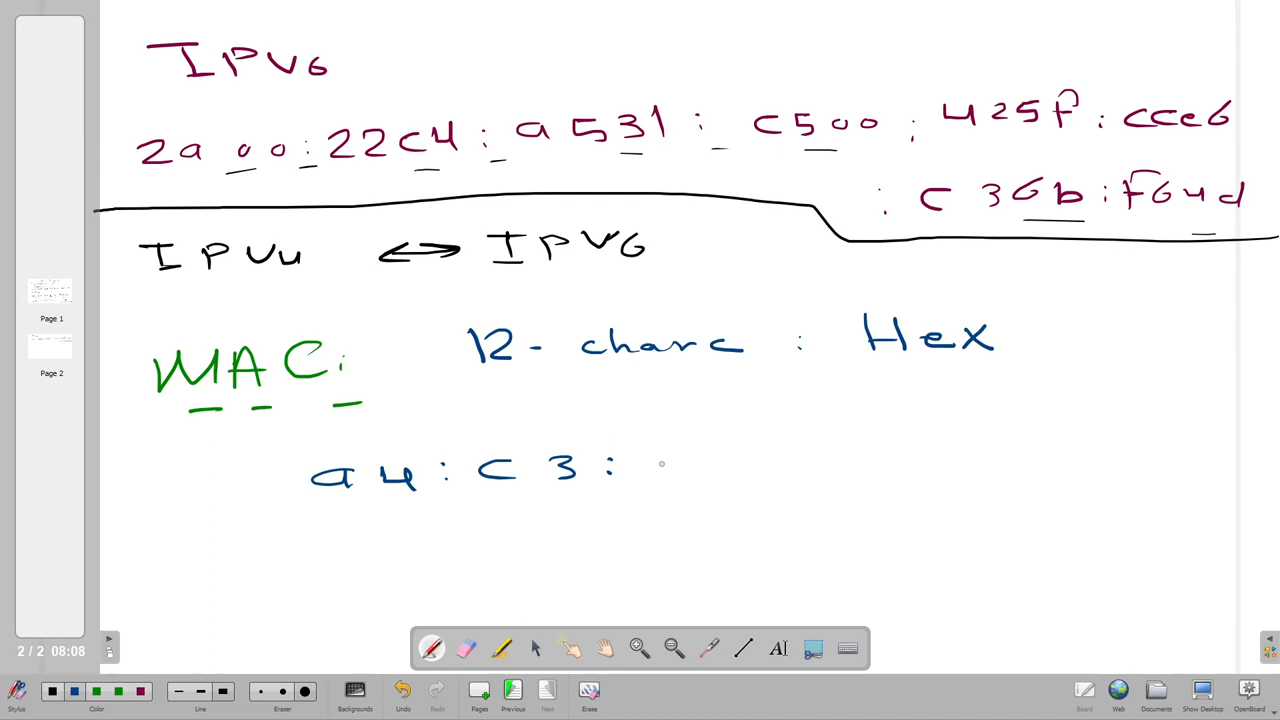 IPV6
2a00:22c4:a531:c500:425f:cce6
:c36b:f64d
IPV4 ↔ IPV6
MAC: 12-charc : Hex
a4:c3:
Page 1
Page 2
2 / 2 08:08
Stylus Color Line Eraser Backgrounds Undo Redo Pages Previous Next Erase Board Web Documents Show Desktop OpenBoard